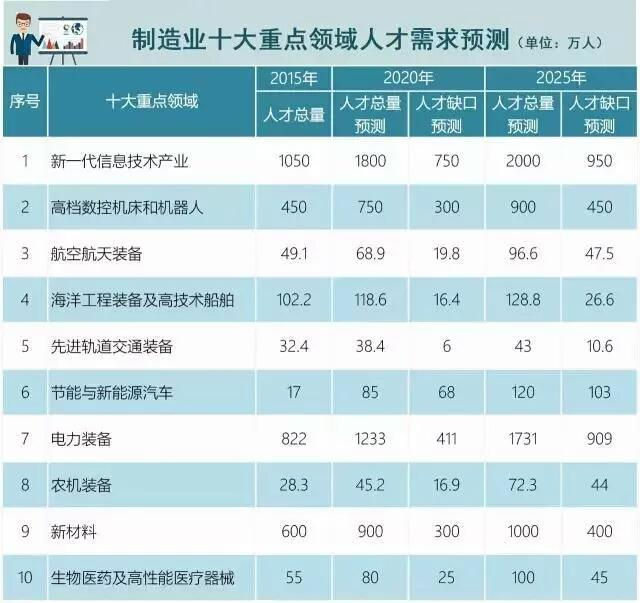 制造业十大重点领域人才需求预测（单位：万人）
序号 十大重点领域 2015年 2020年 2025年
人才总量 人才总量预测 人才缺口预测 人才总量预测 人才缺口预测
1 新一代信息技术产业 1050 1800 750 2000 950
2 高档数控机床和机器人 450 750 300 900 450
3 航空航天装备 49.1 68.9 19.8 96.6 47.5
4 海洋工程装备及高技术船舶 102.2 118.6 16.4 128.8 26.6
5 先进轨道交通装备 32.4 38.4 6 43 10.6
6 节能与新能源汽车 17 85 68 120 103
7 电力装备 822 1233 411 1731 909
8 农机装备 28.3 45.2 16.9 72.3 44
9 新材料 600 900 300 1000 400
10 生物医药及高性能医疗器械 55 80 25 100 45